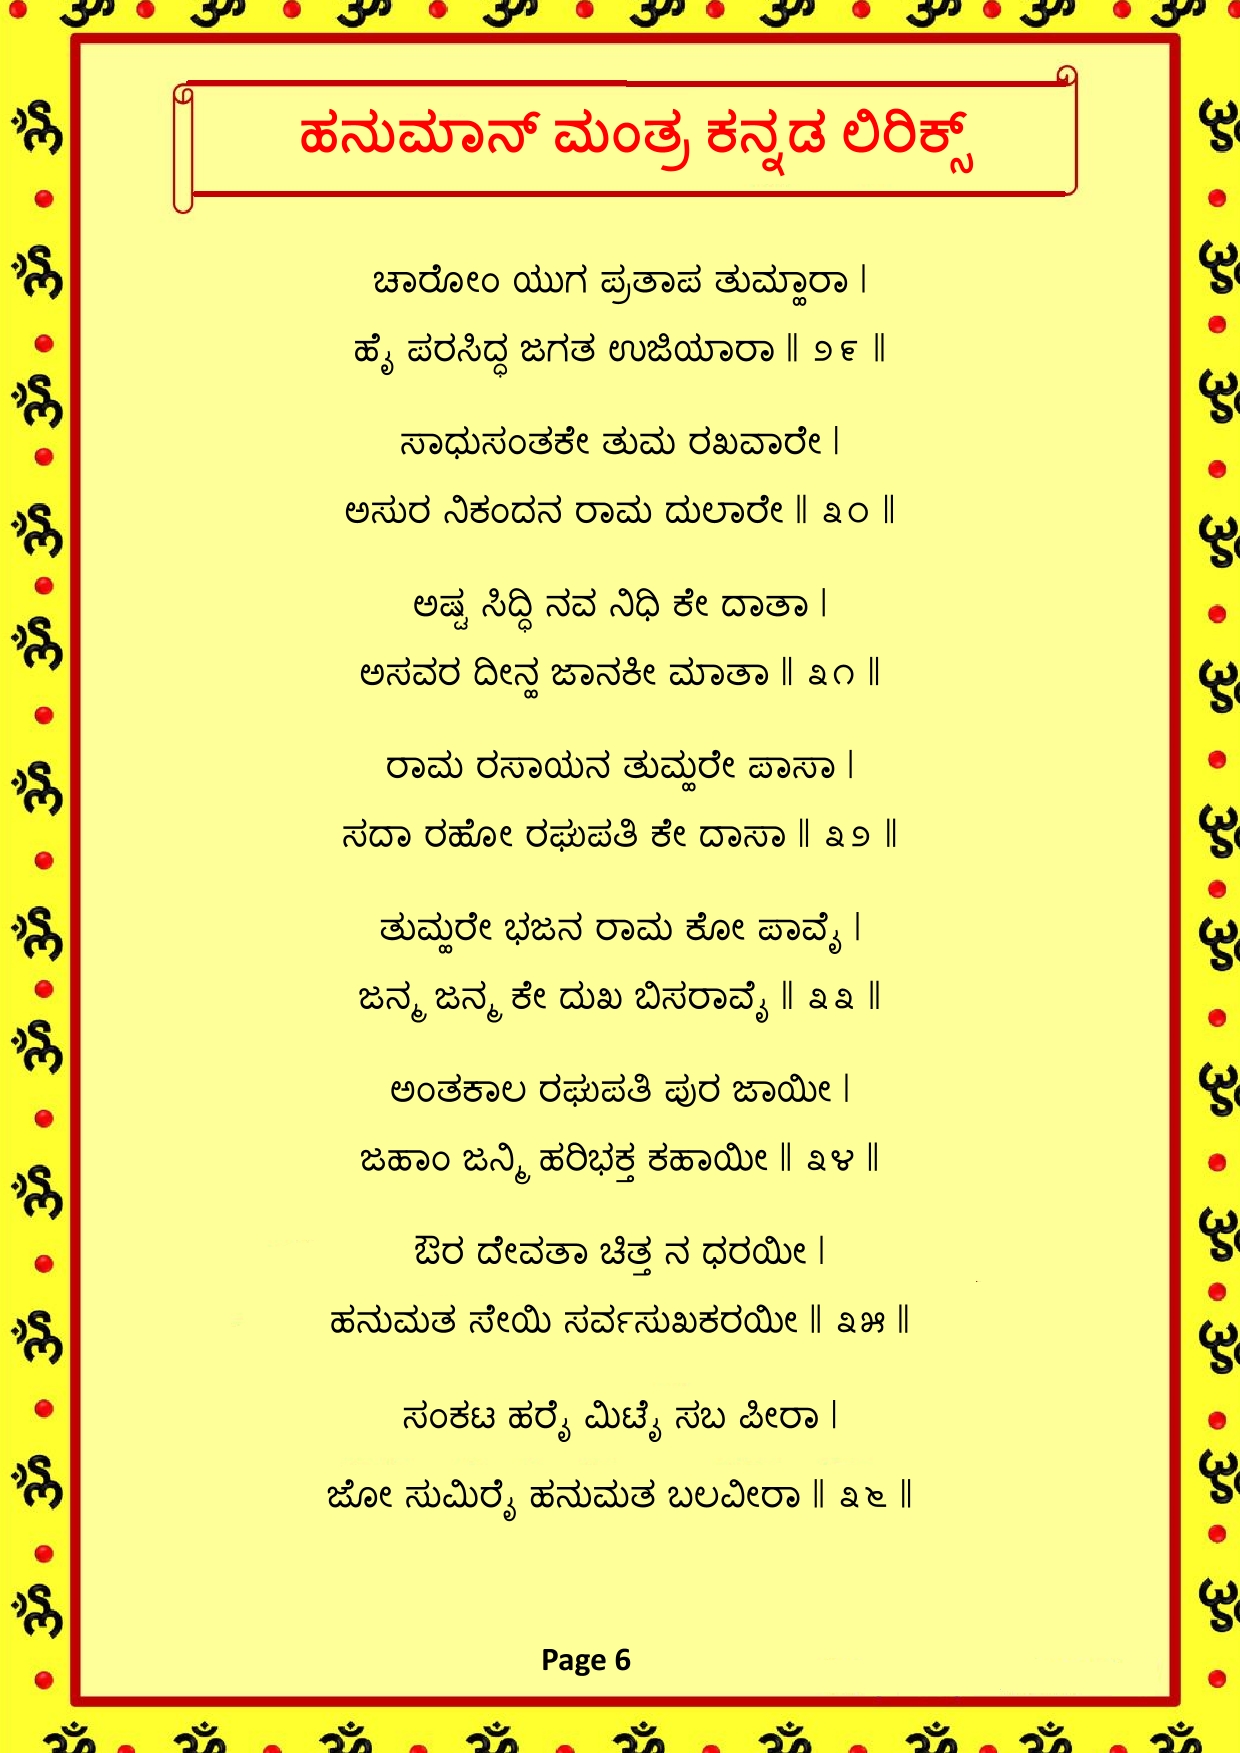 ಹನುಮಾನ್ ಮಂತ್ರ ಕನ್ನಡ ಲಿರಿಕ್ಸ್
ಚಾರೋಂ ಯುಗ ಪ್ರತಾಪ ತುಮ್ಹಾರಾ |
ಹೈ ಪರಸಿದ್ಧ ಜಗತ ಉಜಿಯಾರಾ ‖ ೨೯ ‖
ಸಾಧುಸಂತಕೇ ತುಮ ರಖವಾರೇ |
ಅಸುರ ನಿಕಂದನ ರಾಮ ದುಲಾರೇ ‖ ೩೦ ‖
ಅಷ್ಟ ಸಿದ್ಧಿ ನವ ನಿಧಿ ಕೇ ದಾತಾ |
ಅಸವರ ದೀನ್ಹ ಜಾನಕೀ ಮಾತಾ ‖ ೩೧ ‖
ರಾಮ ರಸಾಯನ ತುಮ್ಹರೇ ಪಾಸಾ |
ಸದಾ ರಹೋ ರಘುಪತಿ ಕೇ ದಾಸಾ ‖ ೩೨ ‖
ತುಮ್ಹರೇ ಭಜನ ರಾಮ ಕೋ ಪಾವೈ |
ಜನ್ಮ ಜನ್ಮ ಕೇ ದುಖ ಬಿಸರಾವೈ ‖ ೩೩ ‖
ಅಂತಕಾಲ ರಘುಪತಿ ಪುರ ಜಾಯೀ |
ಜಹಾಂ ಜನ್ಮಿ ಹರಿಭಕ್ತ ಕಹಾಯೀ ‖ ೩೪ ‖
ಔರ ದೇವತಾ ಚಿತ್ತ ನ ಧರಯೀ |
ಹನುಮತ ಸೇಯಿ ಸರ್ವಸುಖಕರಯೀ ‖ ೩೫ ‖
ಸಂಕಟ ಹರೈ ಮಿಟೈ ಸಬ ಪೀರಾ |
ಜೋ ಸುಮಿರೈ ಹನುಮತ ಬಲವೀರಾ ‖ ೩೬ ‖
Page 6